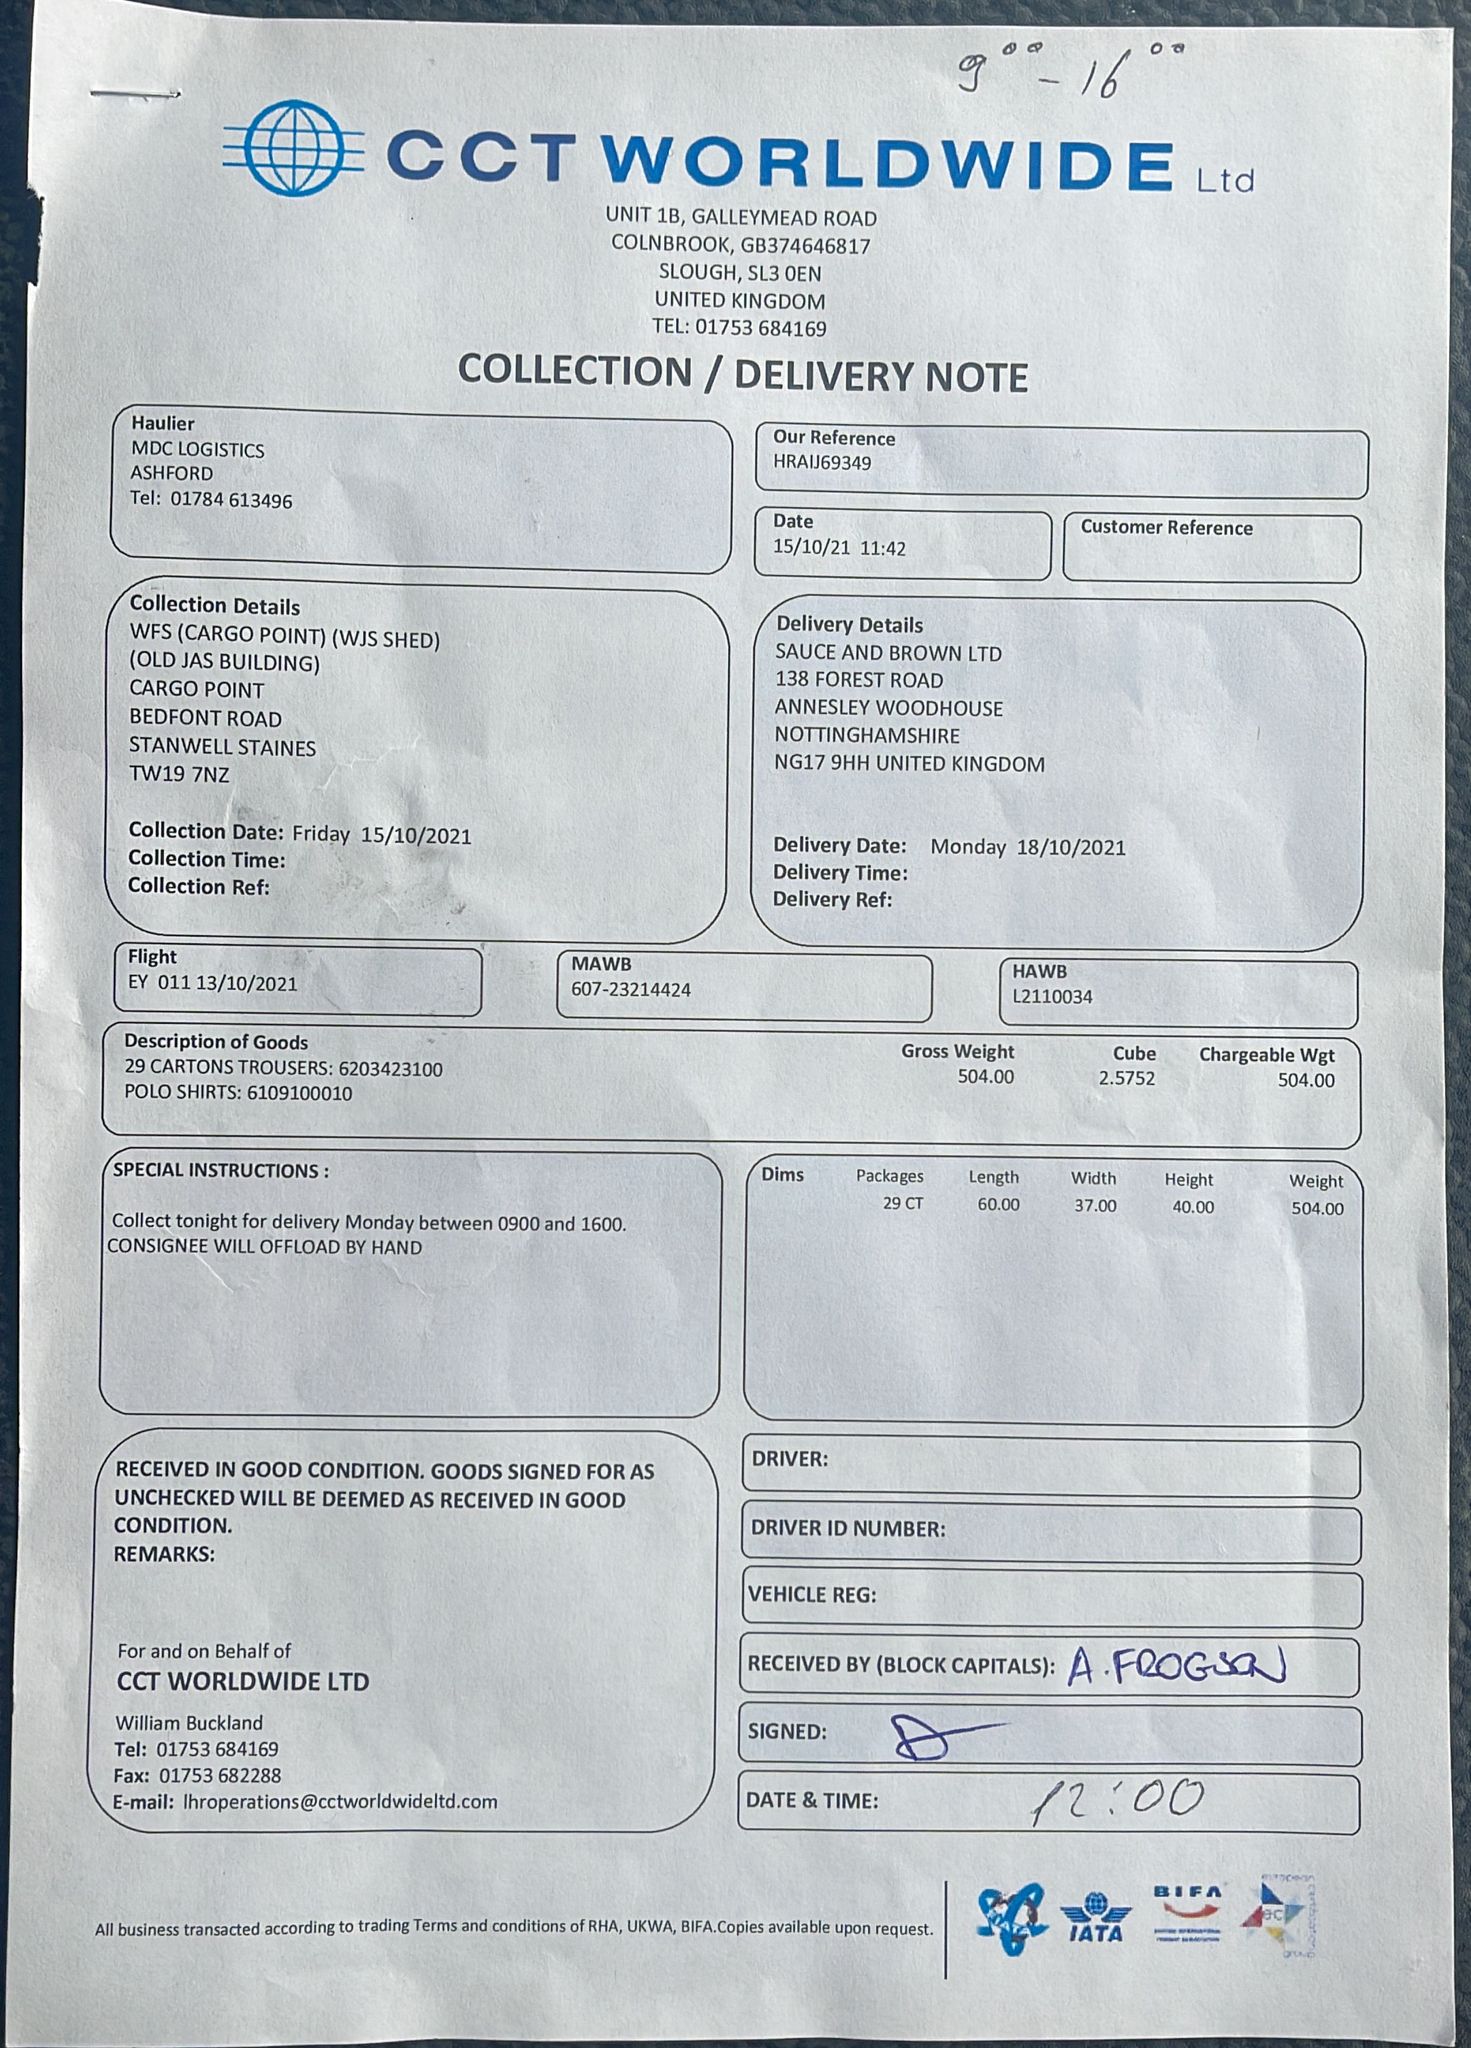 9 00 - 16 00
CCT WORLDWIDE Ltd
UNIT 1B, GALLEYMEAD ROAD
COLNBROOK, GB374646817
SLOUGH, SL3 0EN
UNITED KINGDOM
TEL: 01753 684169
COLLECTION / DELIVERY NOTE
Haulier
MDC LOGISTICS
ASHFORD
Tel: 01784 613496
Our Reference
HRAIJ69349
Date
15/10/21 11:42
Customer Reference
Collection Details
WFS (CARGO POINT) (WJS SHED)
(OLD JAS BUILDING)
CARGO POINT
BEDFONT ROAD
STANWELL STAINES
TW19 7NZ
Collection Date: Friday 15/10/2021
Collection Time:
Collection Ref:
Delivery Details
SAUCE AND BROWN LTD
138 FOREST ROAD
ANNESLEY WOODHOUSE
NOTTINGHAMSHIRE
NG17 9HH UNITED KINGDOM
Delivery Date: Monday 18/10/2021
Delivery Time:
Delivery Ref:
Flight
EY 011 13/10/2021
MAWB
607-23214424
HAWB
L2110034
Description of Goods Gross Weight Cube Chargeable Wgt
29 CARTONS TROUSERS: 6203423100 504.00 2.5752 504.00
POLO SHIRTS: 6109100010
SPECIAL INSTRUCTIONS :
Collect tonight for delivery Monday between 0900 and 1600.
CONSIGNEE WILL OFFLOAD BY HAND
Dims Packages Length Width Height Weight
29 CT 60.00 37.00 40.00 504.00
RECEIVED IN GOOD CONDITION. GOODS SIGNED FOR AS
UNCHECKED WILL BE DEEMED AS RECEIVED IN GOOD
CONDITION.
REMARKS:
For and on Behalf of
CCT WORLDWIDE LTD
William Buckland
Tel: 01753 684169
Fax: 01753 682288
E-mail: lhroperations@cctworldwideltd.com
DRIVER:
DRIVER ID NUMBER:
VEHICLE REG:
RECEIVED BY (BLOCK CAPITALS): A. FROGSON
SIGNED:
DATE & TIME: 12:00
All business transacted according to trading Terms and conditions of RHA, UKWA, BIFA.Copies available upon request.
IATA
BIFA
ec